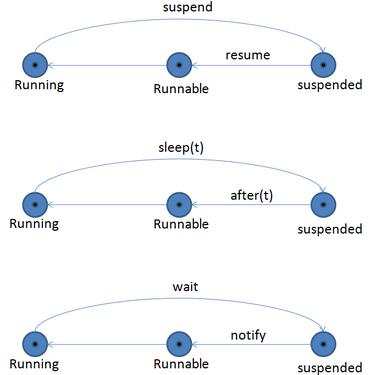 suspend
resume
Running
Runnable
suspended
sleep(t)
after(t)
Running
Runnable
suspended
wait
notify
Running
Runnable
suspended